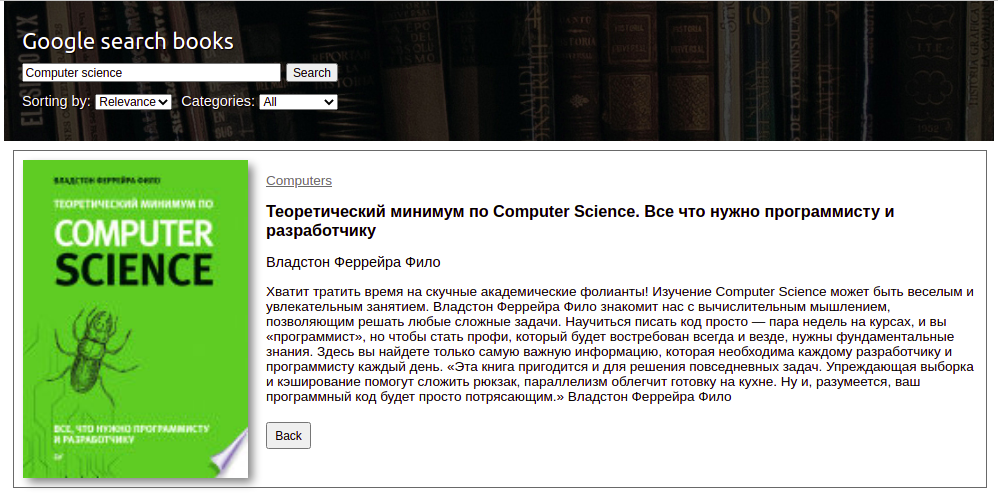 Google search books
Computer science
Search
Sorting by: Relevance Categories: All
ВЛАДСТОН ФЕРРЕЙРА ФИЛО
ТЕОРЕТИЧЕСКИЙ МИНИМУМ ПО
COMPUTER
SCIENCE
ВСЕ, ЧТО НУЖНО ПРОГРАММИСТУ
И РАЗРАБОТЧИКУ
Computers
Теоретический минимум по Computer Science. Все что нужно программисту и
разработчику
Владстон Феррейра Фило
Хватит тратить время на скучные академические фолианты! Изучение Computer Science может быть веселым и
увлекательным занятием. Владстон Феррейра Фило знакомит нас с вычислительным мышлением,
позволяющим решать любые сложные задачи. Научиться писать код просто — пара недель на курсах, и вы
«программист», но чтобы стать профи, который будет востребован всегда и везде, нужны фундаментальные
знания. Здесь вы найдете только самую важную информацию, которая необходима каждому разработчику и
программисту каждый день. «Эта книга пригодится и для решения повседневных задач. Упреждающая выборка
и кэширование помогут сложить рюкзак, параллелизм облегчит готовку на кухне. Ну и, разумеется, ваш
программный код будет просто потрясающим.» Владстон Феррейра Фило
Back